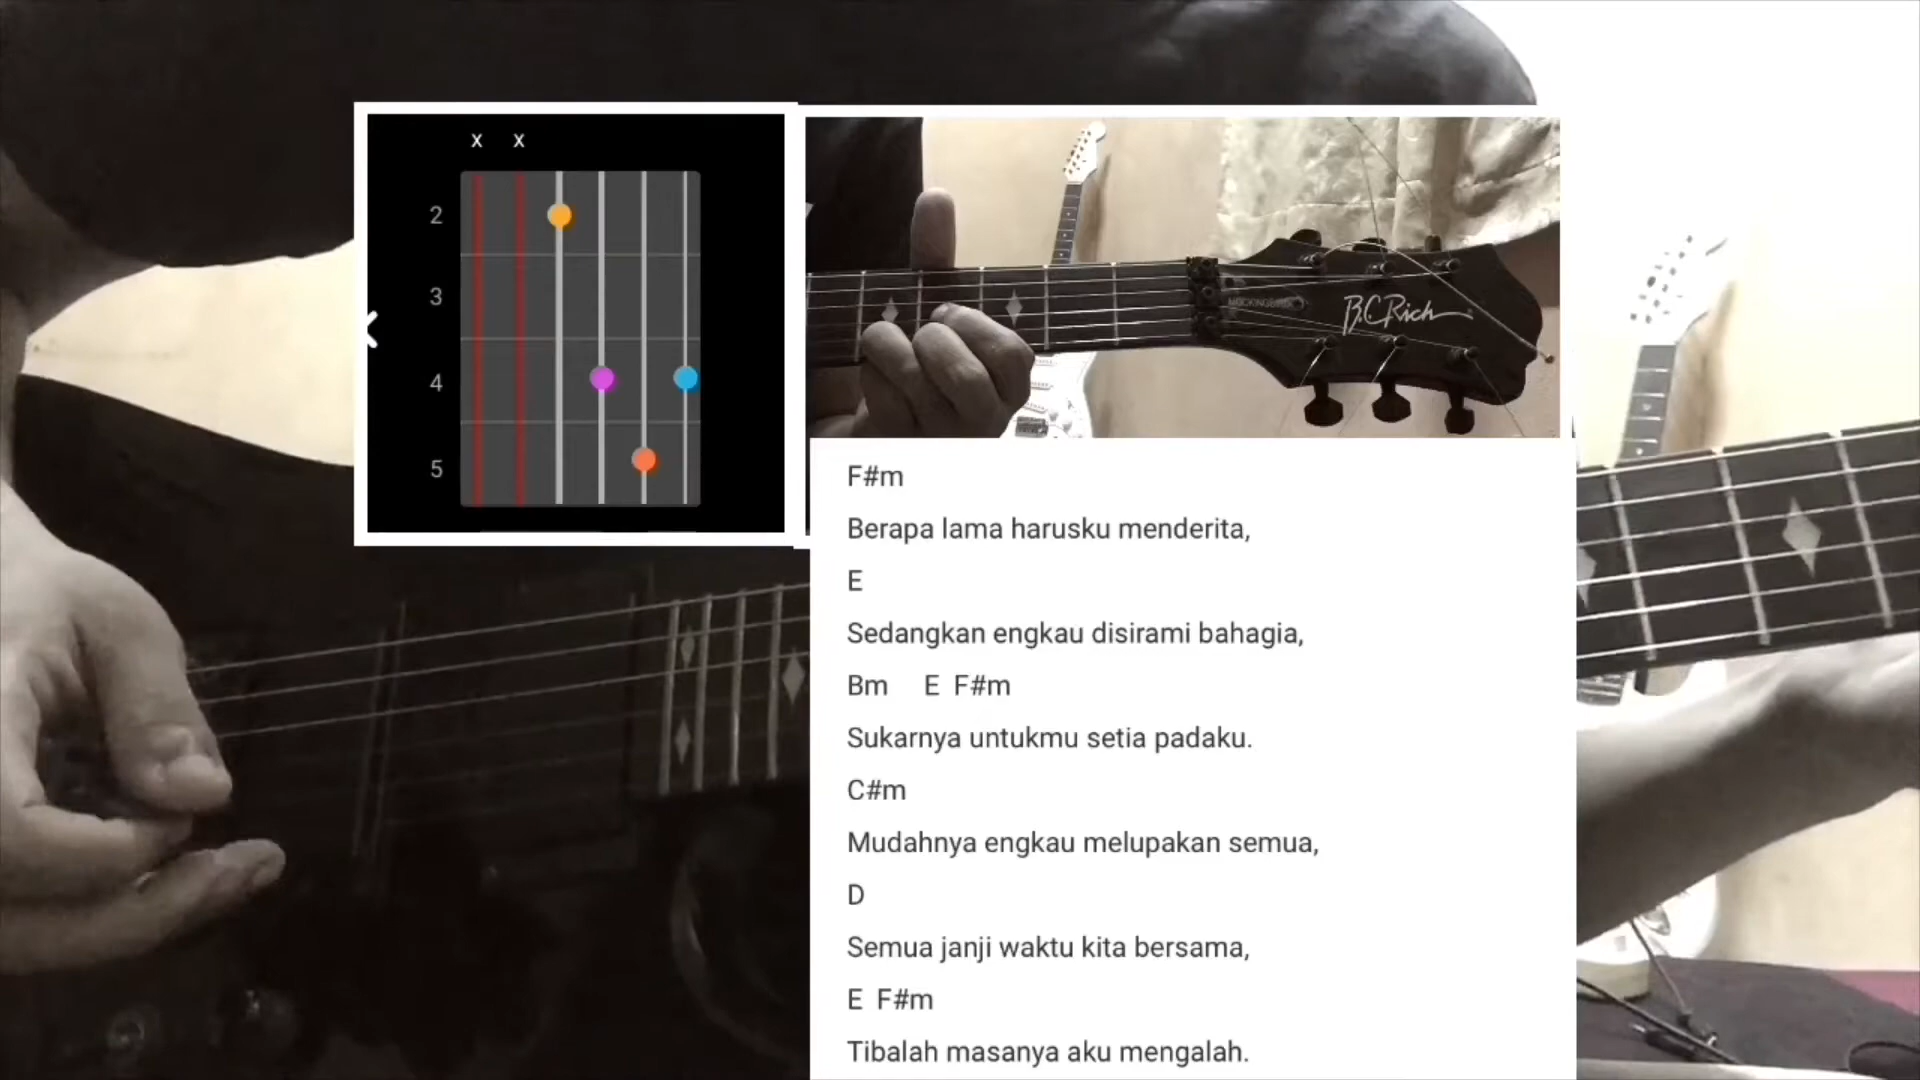 x x
2
3
4
5
MOCKINGBIRD
B.C.Rich
F#m
Berapa lama harusku menderita,
E
Sedangkan engkau disirami bahagia,
Bm E F#m
Sukarnya untukmu setia padaku.
C#m
Mudahnya engkau melupakan semua,
D
Semua janji waktu kita bersama,
E F#m
Tibalah masanya aku mengalah.